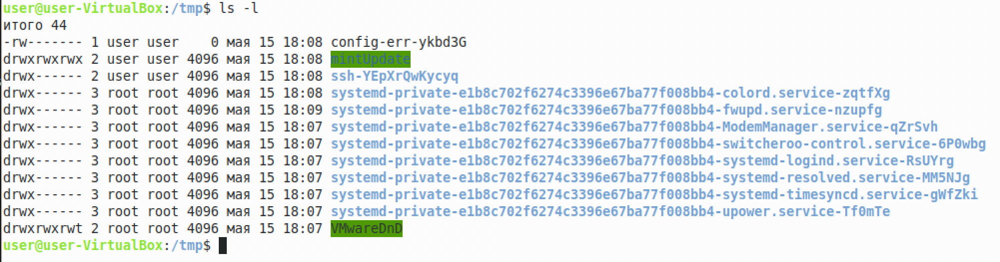 user@user-VirtualBox:/tmp$ ls -l
итого 44
-rw------- 1 user user    0 мая 15 18:08 config-err-ykbd3G
drwxrwxrwx 2 user user 4096 мая 15 18:08 mintUpdate
drwx------ 2 user user 4096 мая 15 18:08 ssh-YEpXrQwKycyq
drwx------ 3 root root 4096 мая 15 18:08 systemd-private-e1b8c702f6274c3396e67ba77f008bb4-colord.service-zqtfXg
drwx------ 3 root root 4096 мая 15 18:09 systemd-private-e1b8c702f6274c3396e67ba77f008bb4-fwupd.service-nzupfg
drwx------ 3 root root 4096 мая 15 18:07 systemd-private-e1b8c702f6274c3396e67ba77f008bb4-ModemManager.service-qZrSvh
drwx------ 3 root root 4096 мая 15 18:07 systemd-private-e1b8c702f6274c3396e67ba77f008bb4-switcheroo-control.service-6P0wbg
drwx------ 3 root root 4096 мая 15 18:07 systemd-private-e1b8c702f6274c3396e67ba77f008bb4-systemd-logind.service-RsUYrg
drwx------ 3 root root 4096 мая 15 18:07 systemd-private-e1b8c702f6274c3396e67ba77f008bb4-systemd-resolved.service-MM5NJg
drwx------ 3 root root 4096 мая 15 18:07 systemd-private-e1b8c702f6274c3396e67ba77f008bb4-systemd-timesyncd.service-gWfZki
drwx------ 3 root root 4096 мая 15 18:07 systemd-private-e1b8c702f6274c3396e67ba77f008bb4-upower.service-Tf0mTe
drwxrwxrwt 2 root root 4096 мая 15 18:07 VMwareDnD
user@user-VirtualBox:/tmp$